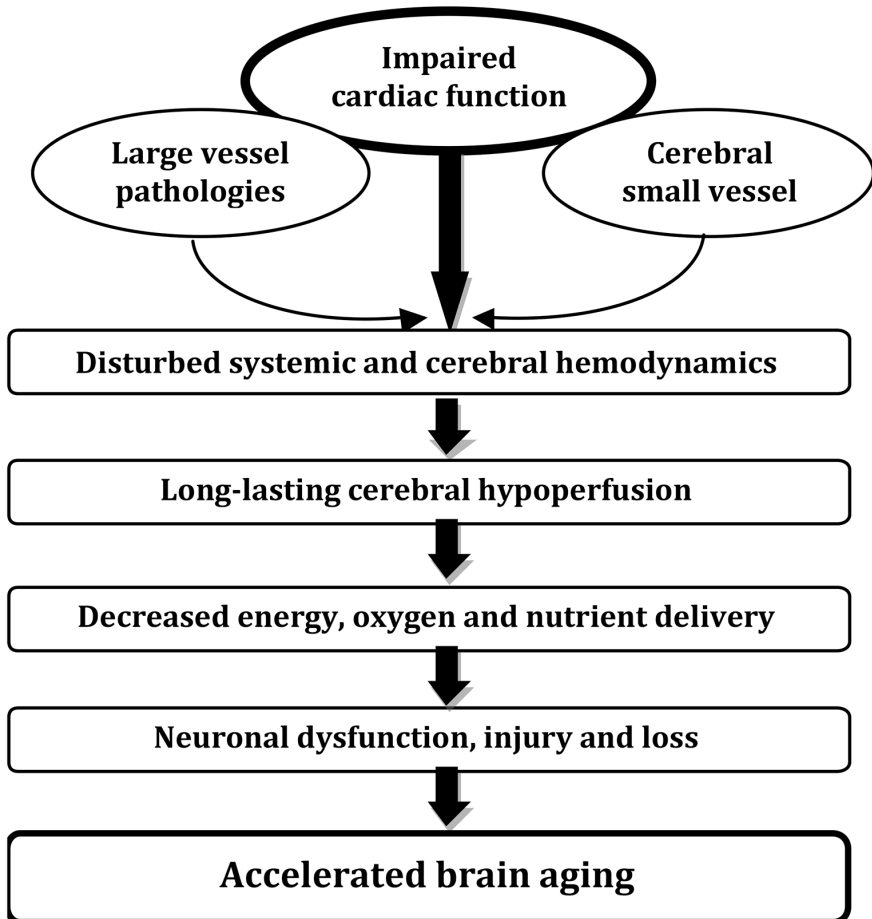 Impaired
cardiac function
Large vessel
pathologies
Cerebral
small vessel
Disturbed systemic and cerebral hemodynamics
Long-lasting cerebral hypoperfusion
Decreased energy, oxygen and nutrient delivery
Neuronal dysfunction, injury and loss
Accelerated brain aging